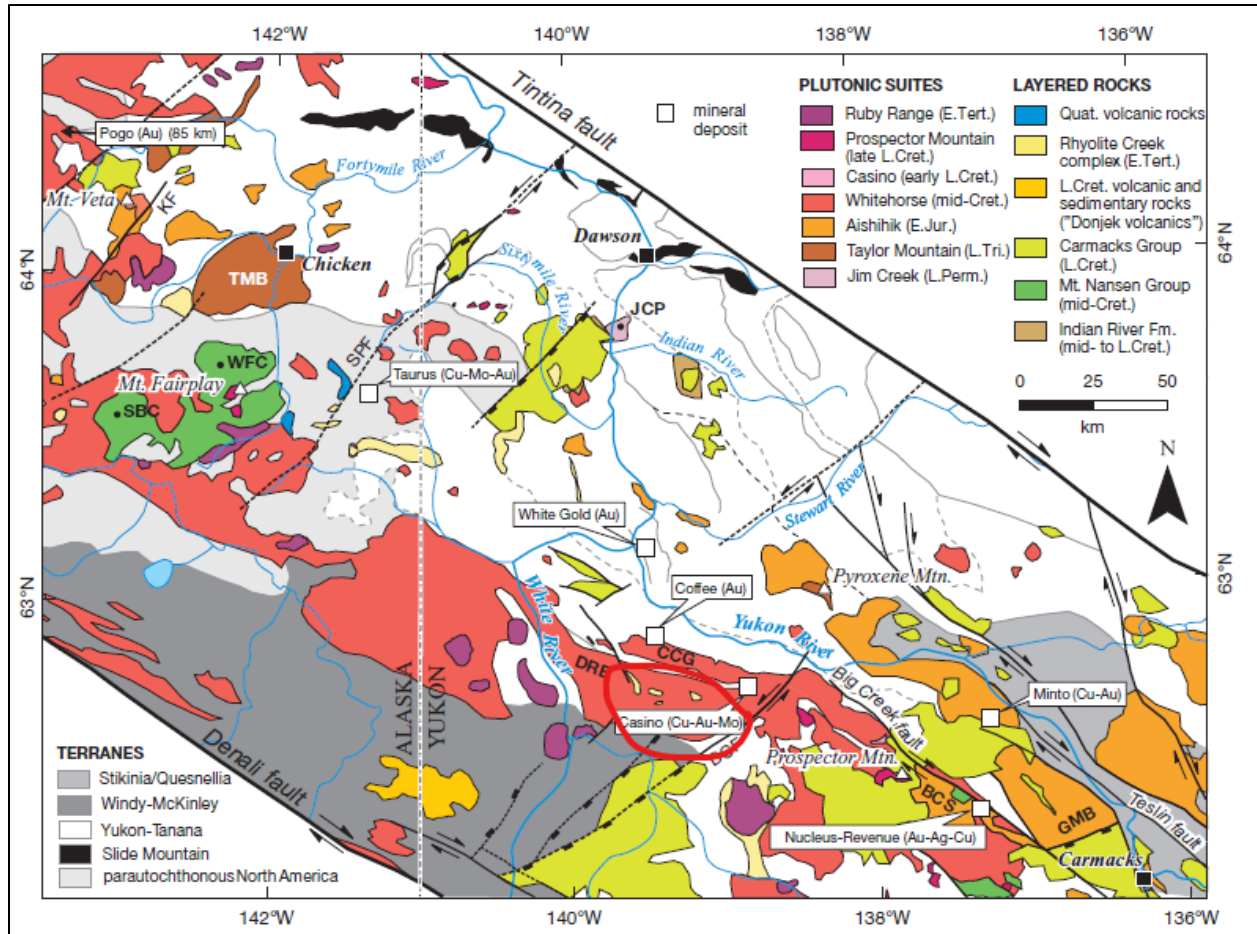 142°W
140°W
138°W
136°W
Tintina fault
mineral
deposit
PLUTONIC SUITES
Ruby Range (E.Tert.)
Prospector Mountain
(late L.Cret.)
Casino (early L.Cret.)
Whitehorse (mid-Cret.)
Aishihik (E.Jur.)
Taylor Mountain (L.Tri.)
Jim Creek (L.Perm.)
LAYERED ROCKS
Quat. volcanic rocks
Rhyolite Creek
complex (E.Tert.)
L.Cret. volcanic and
sedimentary rocks
("Donjek volcanics")
Carmacks Group
(L.Cret.)
Mt. Nansen Group
(mid-Cret.)
Indian River Fm.
(mid- to L.Cret.)
0 25 50
km
N
Pogo (Au) (85 km)
Fortymile River
Mt. Veta
KF
64°N
Chicken
TMB
Dawson
64°N
Sixtymile River
JCP
Indian River
SPF
WFC
Mt. Fairplay
SBC
Taurus (Cu-Mo-Au)
White Gold (Au)
Stewart River
63°N
Coffee (Au)
Pyroxene Mtn.
63°N
White River
Yukon River
CCG
DRB
Big Creek fault
Minto (Cu-Au)
Casino (Cu-Au-Mo)
ALASKA
YUKON
Prospector Mtn.
BCS
GMB
Teslin fault
Denali fault
Nucleus-Revenue (Au-Ag-Cu)
Carmacks
TERRANES
Stikinia/Quesnellia
Windy-McKinley
Yukon-Tanana
Slide Mountain
parautochthonous North America
142°W
140°W
138°W
136°W